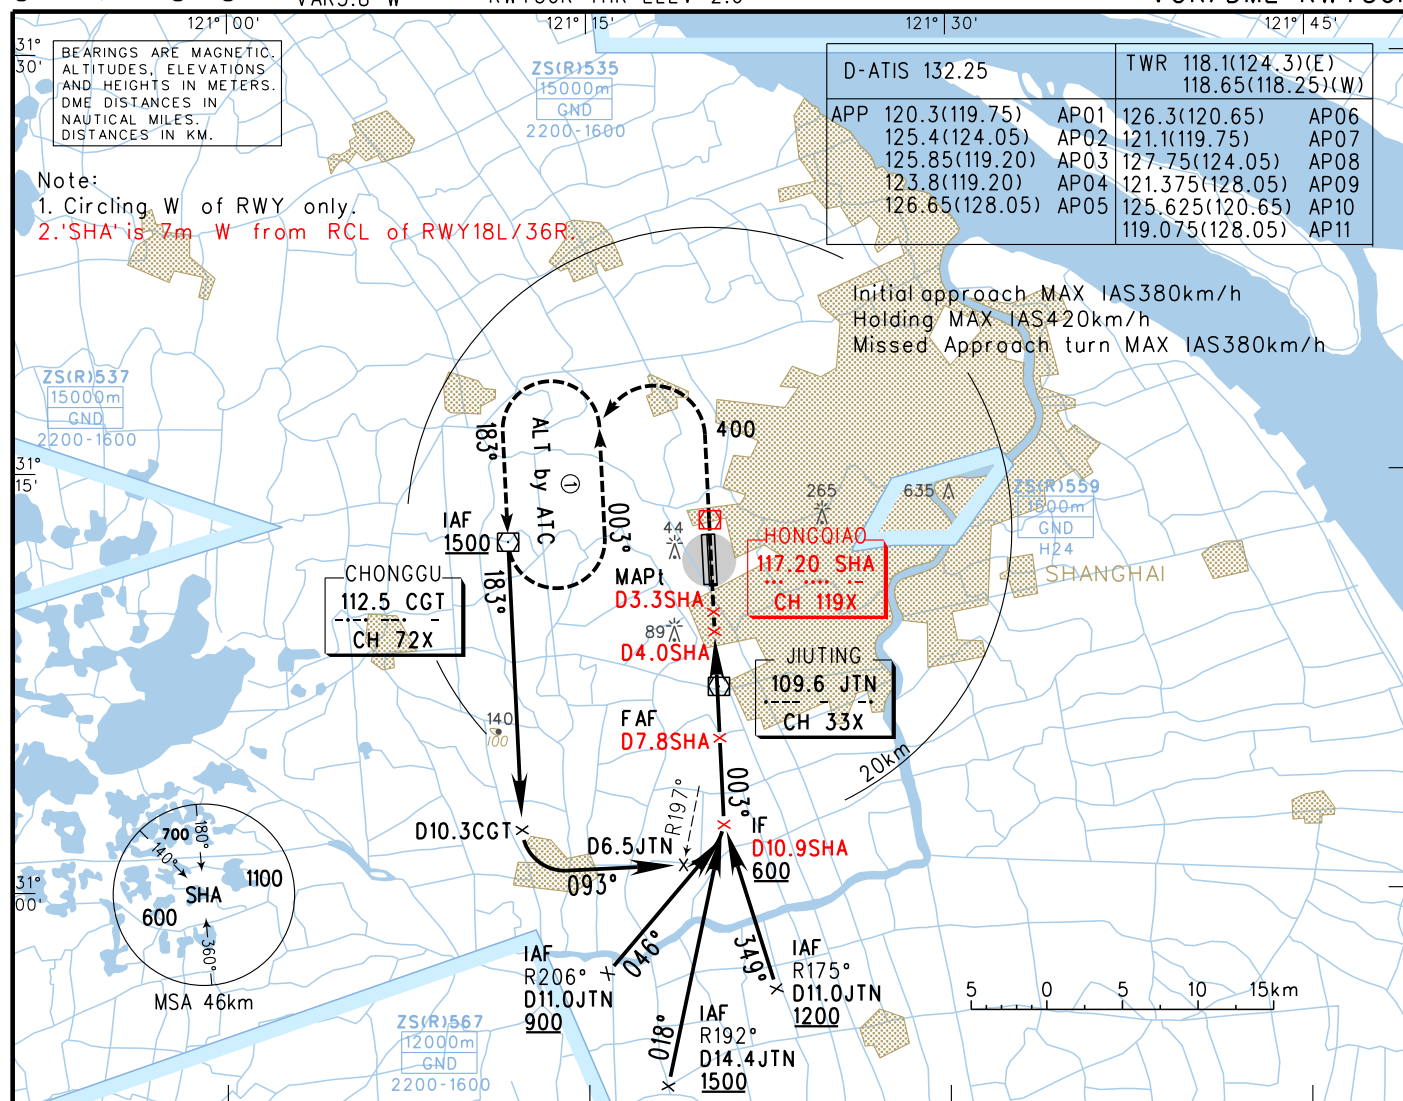 VAR5.8°W
121° 00'
121° 15'
121° 30'
121° 45'
31°
30'
BEARINGS ARE MAGNETIC.
ALTITUDES, ELEVATIONS
AND HEIGHTS IN METERS.
DME DISTANCES IN
NAUTICAL MILES.
DISTANCES IN KM.
ZS(R)535
15000m
GND
2200-1600
D-ATIS 132.25
TWR 118.1(124.3)(E)
118.65(118.25)(W)
APP 120.3(119.75) AP01 126.3(120.65) AP06
125.4(124.05) AP02 121.1(119.75) AP07
125.85(119.20) AP03 127.75(124.05) AP08
123.8(119.20) AP04 121.375(128.05) AP09
126.65(128.05) AP05 125.625(120.65) AP10
119.075(128.05) AP11
Note:
1. Circling W of RWY only.
2.'SHA' is 7m W from RCL of RWY18L/36R.
Initial approach MAX IAS380km/h
Holding MAX IAS420km/h
Missed Approach turn MAX IAS380km/h
ZS(R)537
15000m
GND
2200-1600
31°
15'
183°
ALT by ATC
①
003°
400
265
635
44
ZS(R)559
1500m
GND
H24
SHANGHAI
IAF
1500
183°
CHONGGU
112.5 CGT
CH 72X
HONGQIAO
117.20 SHA
CH 119X
MAPt
D3.3SHA
89
D4.0SHA
JIUTING
109.6 JTN
CH 33X
FAF
D7.8SHA
140
100
20km
003°
R197°
D10.3CGT
D6.5JTN
093°
IF
D10.9SHA
600
31°
00'
700
180°
140°
SHA
1100
600
360°
MSA 46km
046°
349°
018°
IAF
R206°
D11.0JTN
900
IAF
R175°
D11.0JTN
1200
IAF
R192°
D14.4JTN
1500
5 0 5 10 15km
ZS(R)567
12000m
GND
2200-1600